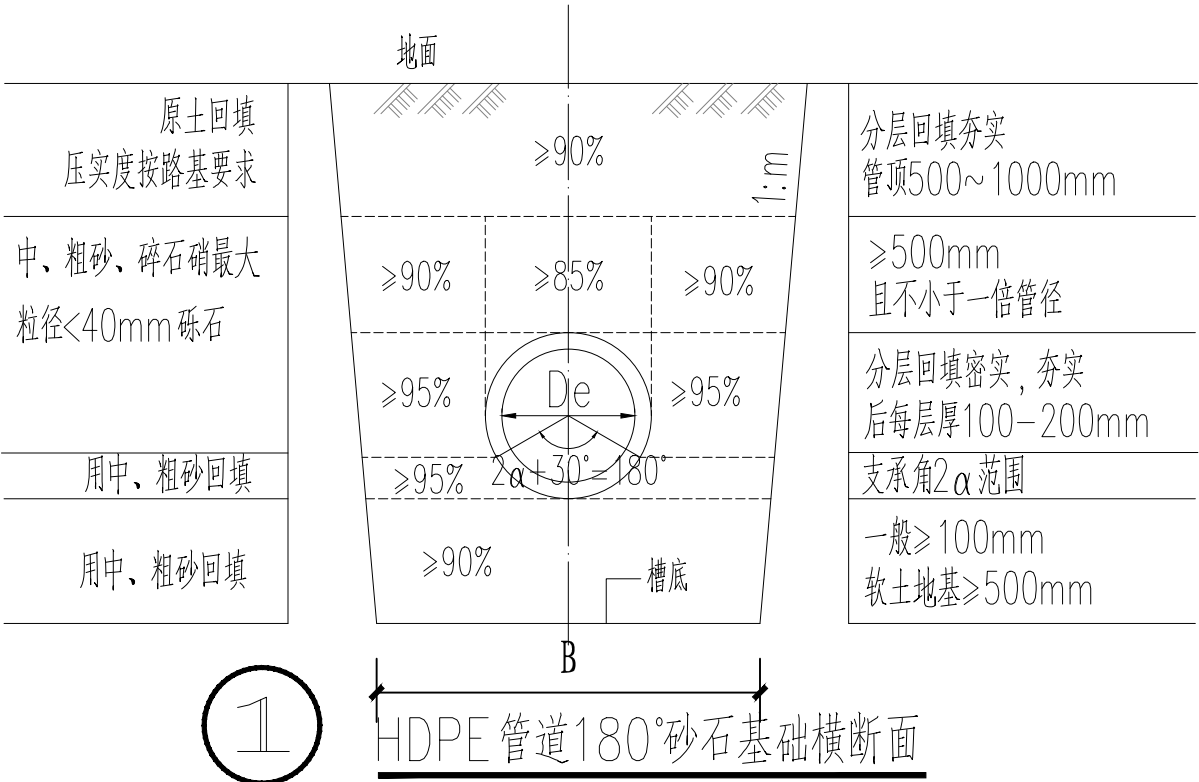 地面
原土回填
压实度按路基要求
≥90%
1:m
分层回填夯实
管顶500~1000mm
中、粗砂、碎石硝最大
粒径<40mm砾石
≥90%
≥85%
≥90%
≥500mm
且不小于一倍管径
≥95%
De
≥95%
分层回填密实,夯实
后每层厚100-200mm
用中、粗砂回填
≥95%
2α+30°=180°
支承角2α范围
用中、粗砂回填
≥90%
槽底
一般≥100mm
软土地基≥500mm
B
1
HDPE管道180°砂石基础横断面